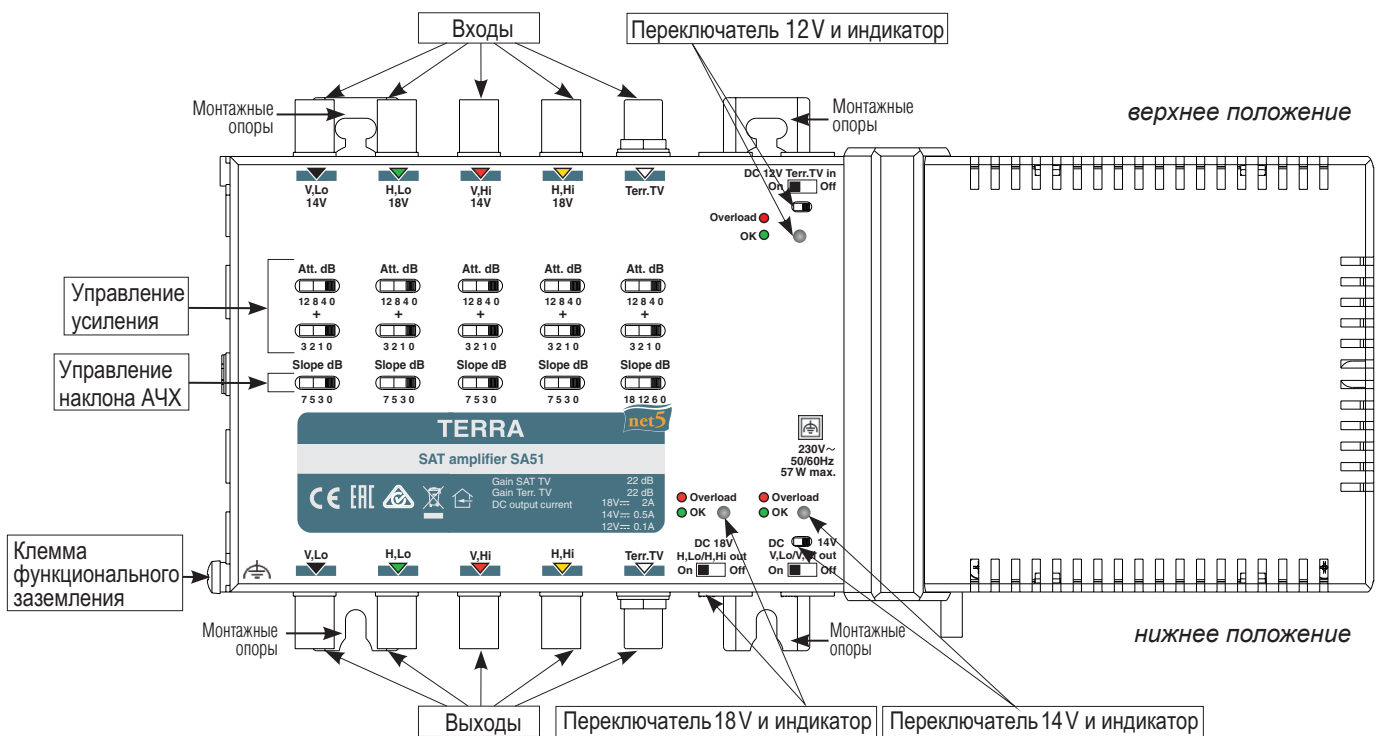 Входы
Переключатель 12V и индикатор
Монтажные
опоры
Монтажные
опоры
верхнее положение
V,Lo
14V
H,Lo
18V
V,Hi
14V
H,Hi
18V
Terr.TV
DC 12V Terr.TV in
On Off
Overload
OK
Управление
усиления
Att. dB Att. dB Att. dB Att. dB Att. dB
12 8 4 0 12 8 4 0 12 8 4 0 12 8 4 0 12 8 4 0
+ + + + +
3 2 1 0 3 2 1 0 3 2 1 0 3 2 1 0 3 2 1 0
Управление
наклона АЧХ
Slope dB Slope dB Slope dB Slope dB Slope dB
7 5 3 0 7 5 3 0 7 5 3 0 7 5 3 0 18 12 6 0
net5
TERRA
SAT amplifier SA51
CE EAC
Gain SAT TV 22 dB
Gain Terr. TV 22 dB
DC output current 18V 2A
14V 0.5A
12V 0.1A
230V~
50/60Hz
57 W max.
Overload
OK
Overload
OK
DC 18V
H,Lo/H,Hi out
On Off
DC 14V
V,Lo/V, out
On Off
Клемма
функционального
заземления
V,Lo H,Lo V,Hi H,Hi Terr.TV
Монтажные
опоры
Монтажные
опоры
нижнее положение
Выходы
Переключатель 18V и индикатор
Переключатель 14V и индикатор